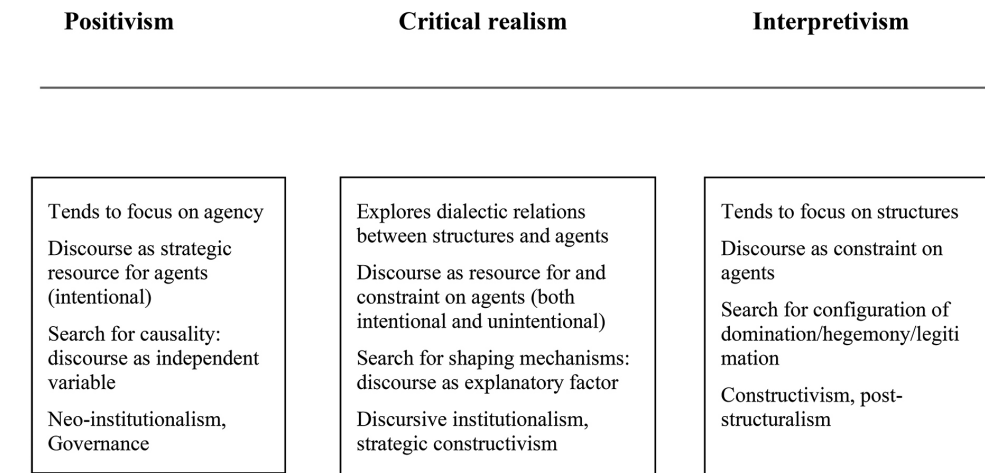 Positivism
Critical realism
Interpretivism
Tends to focus on agency
Discourse as strategic
resource for agents
(intentional)
Search for causality:
discourse as independent
variable
Neo-institutionalism,
Governance
Explores dialectic relations
between structures and agents
Discourse as resource for and
constraint on agents (both
intentional and unintentional)
Search for shaping mechanisms:
discourse as explanatory factor
Discursive institutionalism,
strategic constructivism
Tends to focus on structures
Discourse as constraint on
agents
Search for configuration of
domination/hegemony/legiti
mation
Constructivism, post-
structuralism